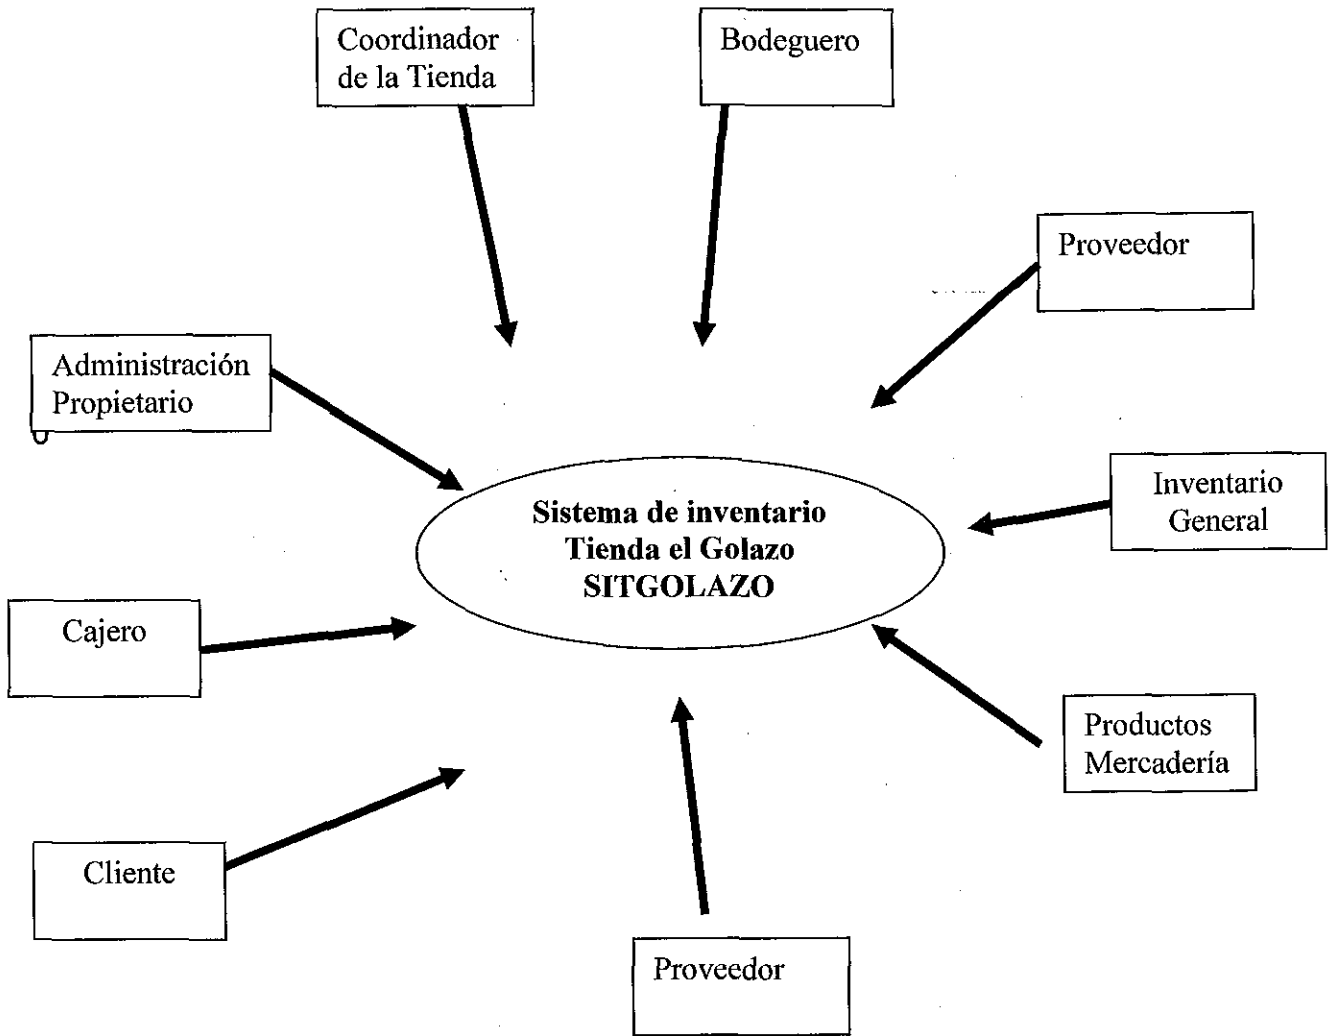 Coordinador
de la Tienda
Bodeguero
Proveedor
Administración
Propietario
Inventario
General
Sistema de inventario
Tienda el Golazo
SITGOLAZO
Cajero
Productos
Mercadería
Cliente
Proveedor